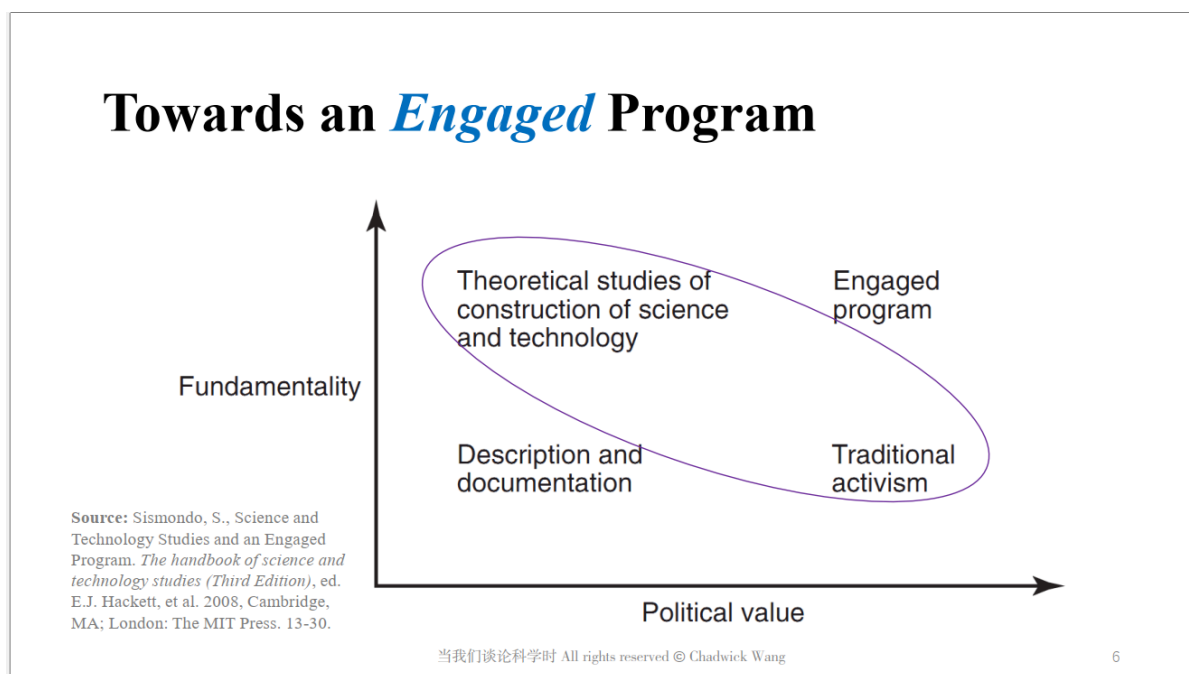 Towards an Engaged Program
Theoretical studies of
construction of science
and technology
Engaged
program
Fundamentality
Description and
documentation
Traditional
activism
Source: Sismondo, S., Science and
Technology Studies and an Engaged
Program. The handbook of science and
technology studies (Third Edition), ed.
E.J. Hackett, et al. 2008, Cambridge,
MA; London: The MIT Press. 13-30.
Political value
当我们谈论科学时 All rights reserved © Chadwick Wang
6